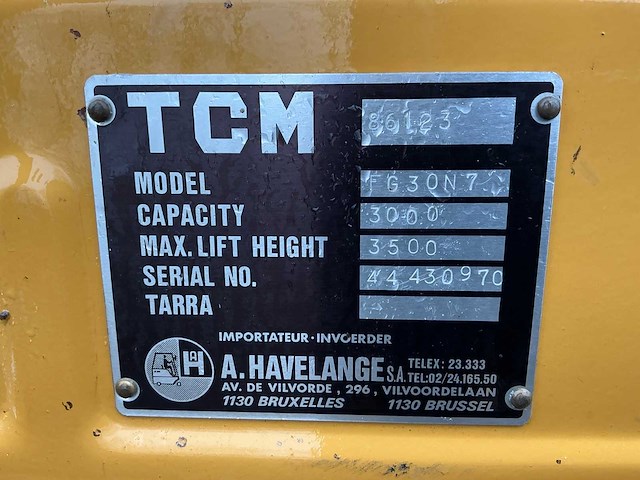 TCM 86123
MODEL FG30N7
CAPACITY 3000
MAX. LIFT HEIGHT 3500
SERIAL NO. 44430970
TARRA
IMPORTATEUR·INVOERDER
H A. HAVELANGE S.A. TELEX: 23.333
TEL:02/24.165.50
AV. DE VILVORDE, 296, VILVOORDELAAN
1130 BRUXELLES 1130 BRUSSEL